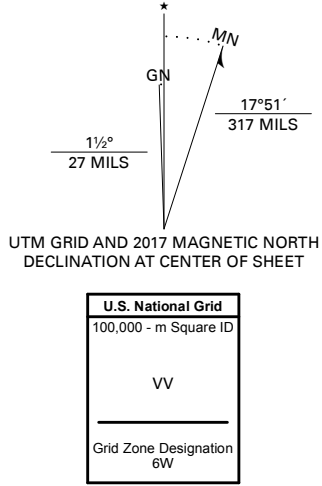 ★
MN
GN
17°51´
317 MILS
1½°
27 MILS
UTM GRID AND 2017 MAGNETIC NORTH
DECLINATION AT CENTER OF SHEET
U.S. National Grid
100,000 - m Square ID
VV
Grid Zone Designation
6W